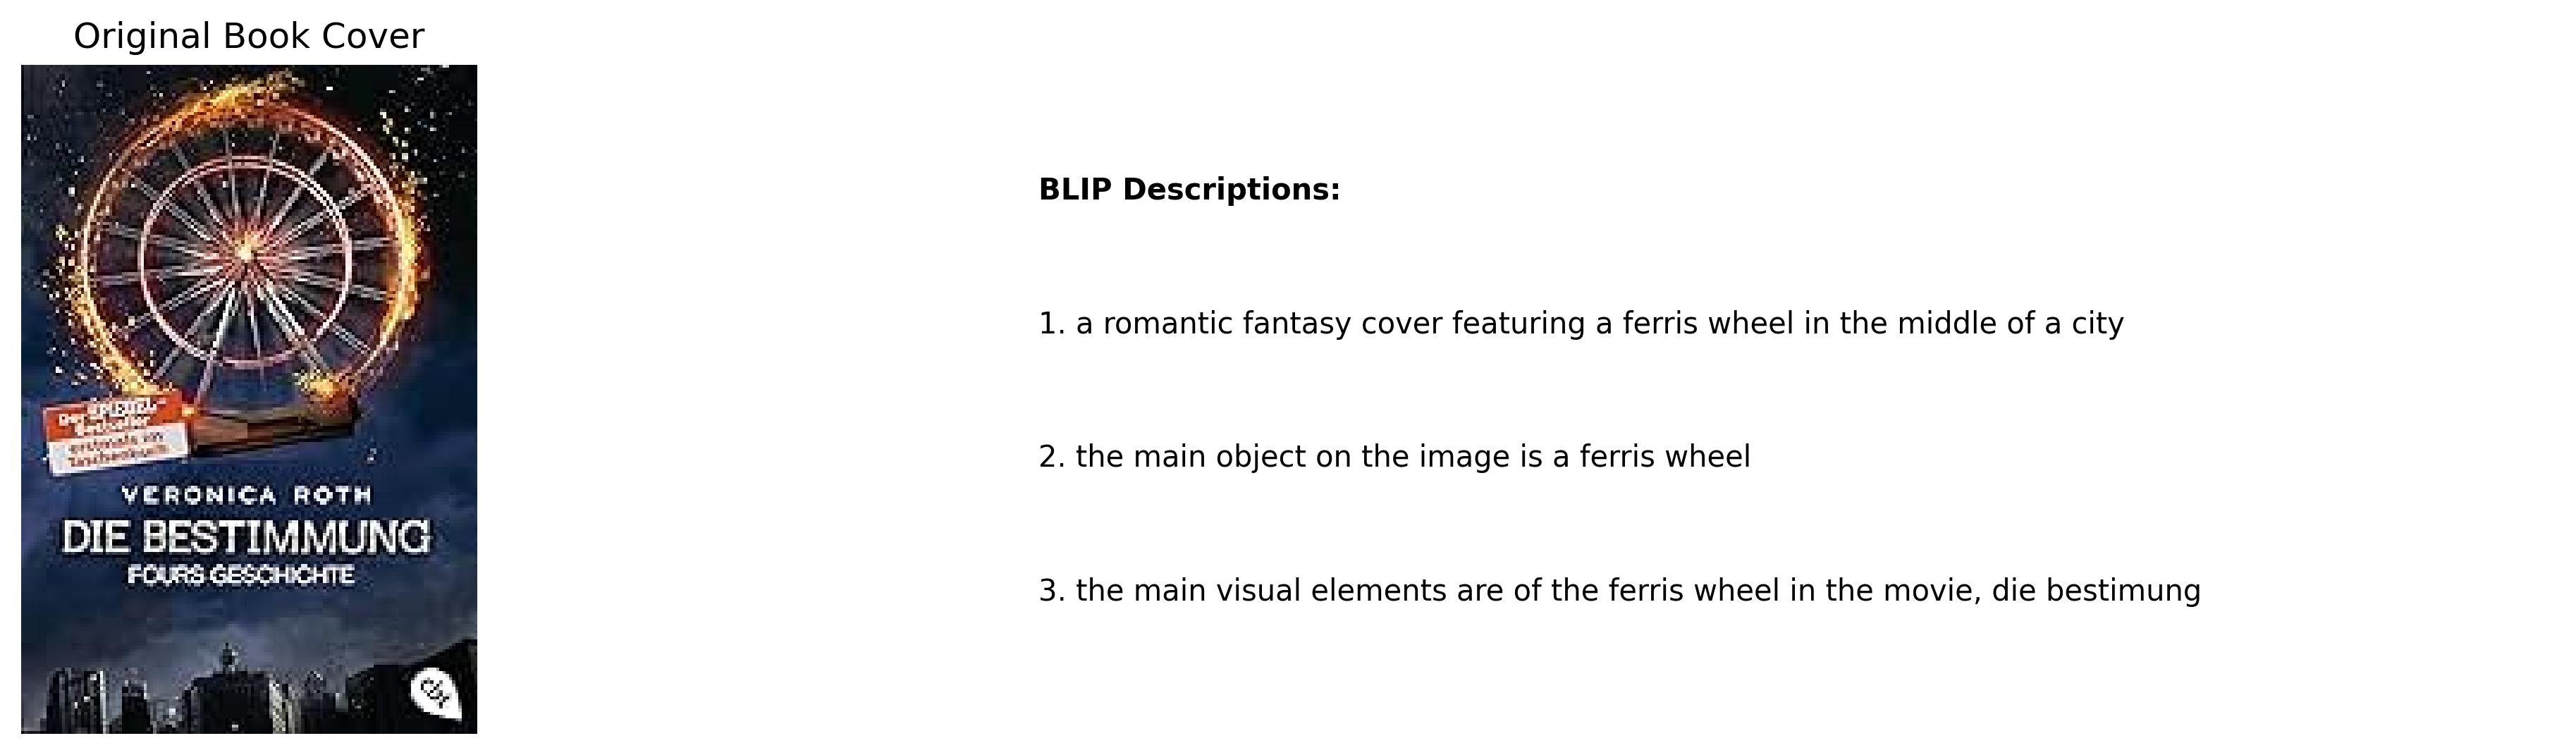 Original Book Cover
Der SPIEGEL-
Bestseller
erstmals im
Taschenbuch
VERONICA ROTH
DIE BESTIMMUNG
FOURS GESCHICHTE
cbt
BLIP Descriptions:
1. a romantic fantasy cover featuring a ferris wheel in the middle of a city
2. the main object on the image is a ferris wheel
3. the main visual elements are of the ferris wheel in the movie, die bestimung